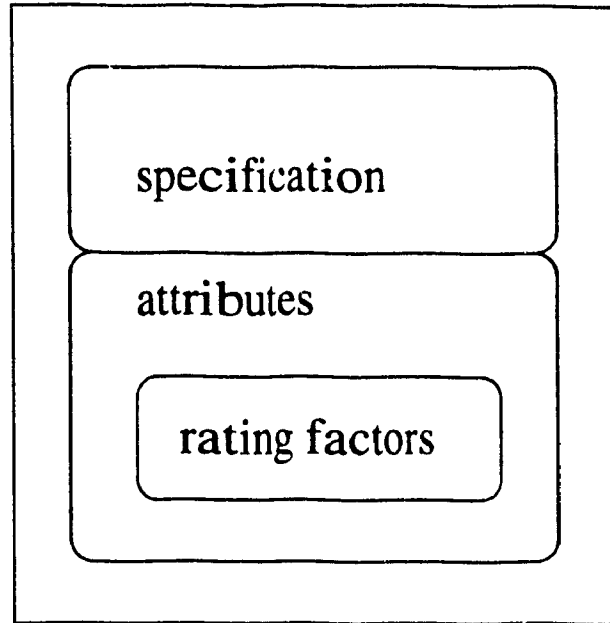 specification
attributes
rating factors